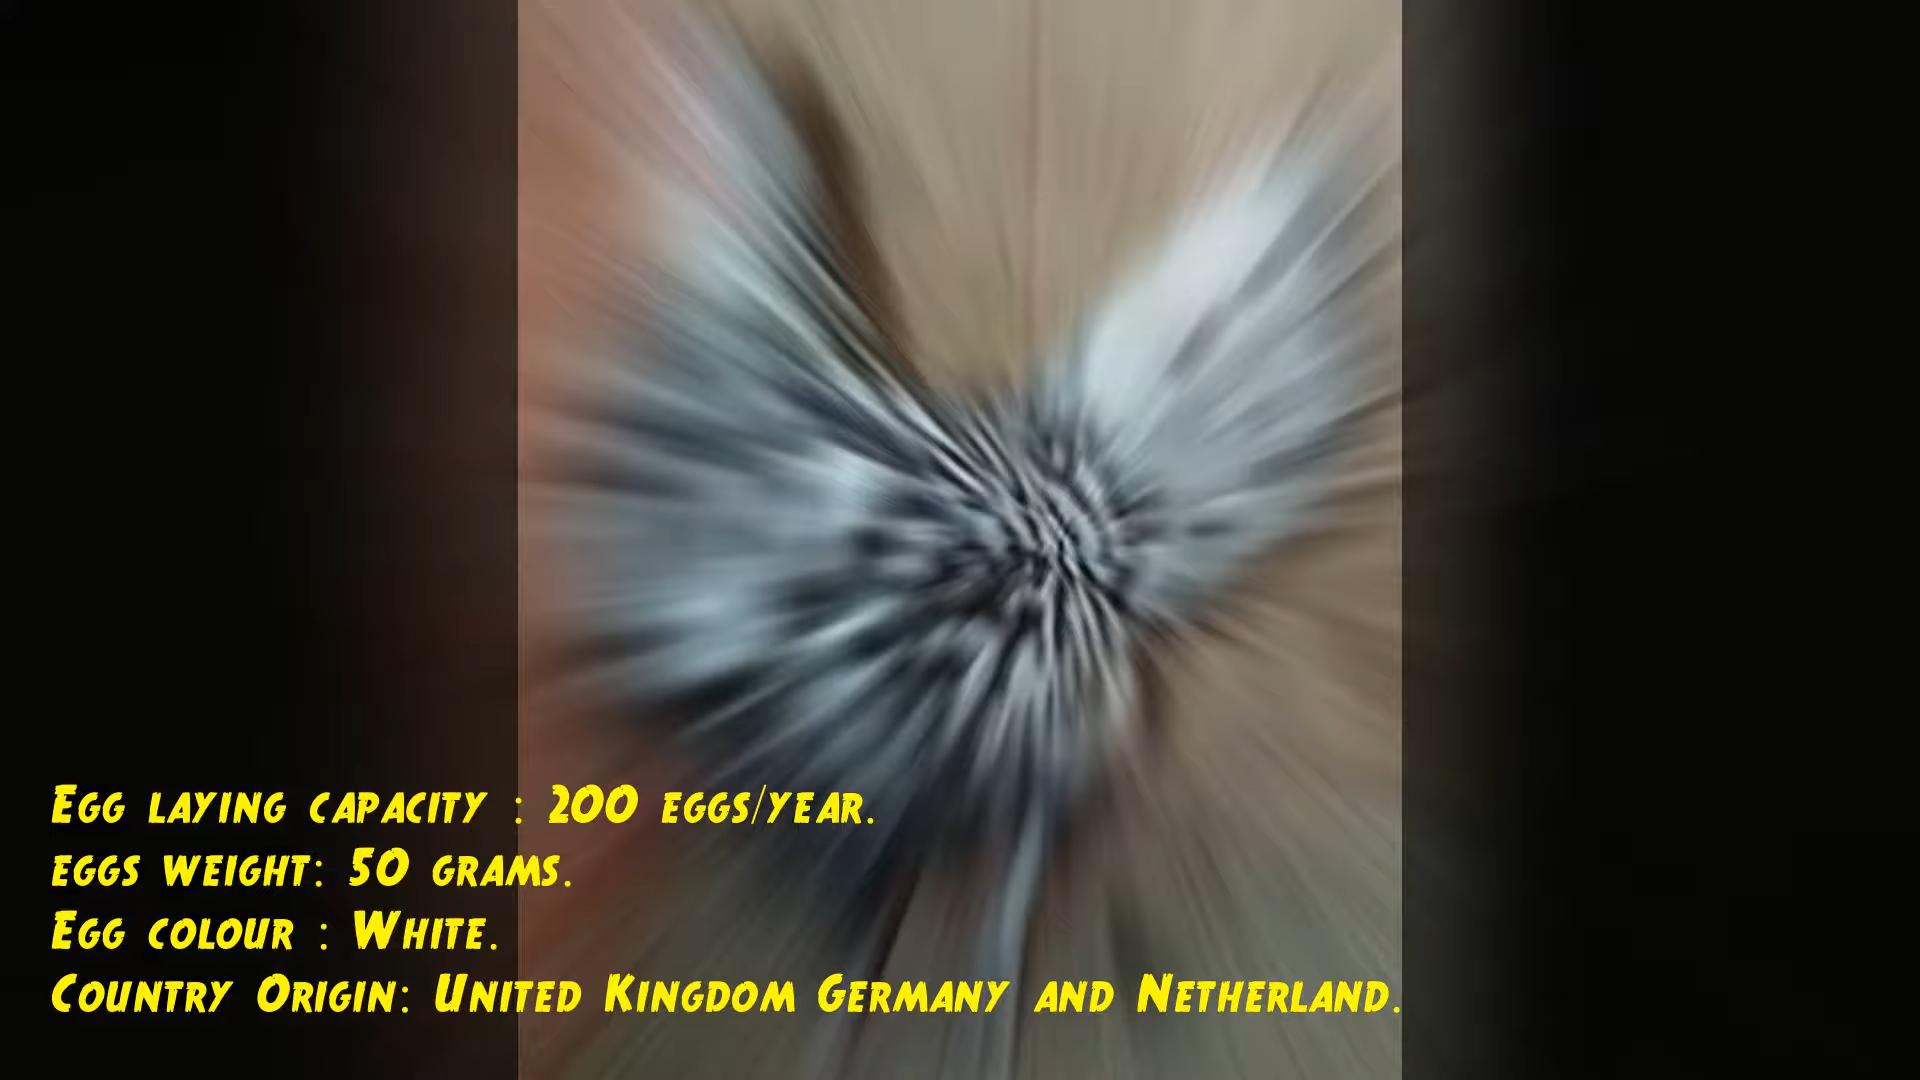 Egg laying capacity : 200 eggs/year.
eggs weight: 50 grams.
Egg colour : White.
Country Origin: United Kingdom Germany and Netherland.